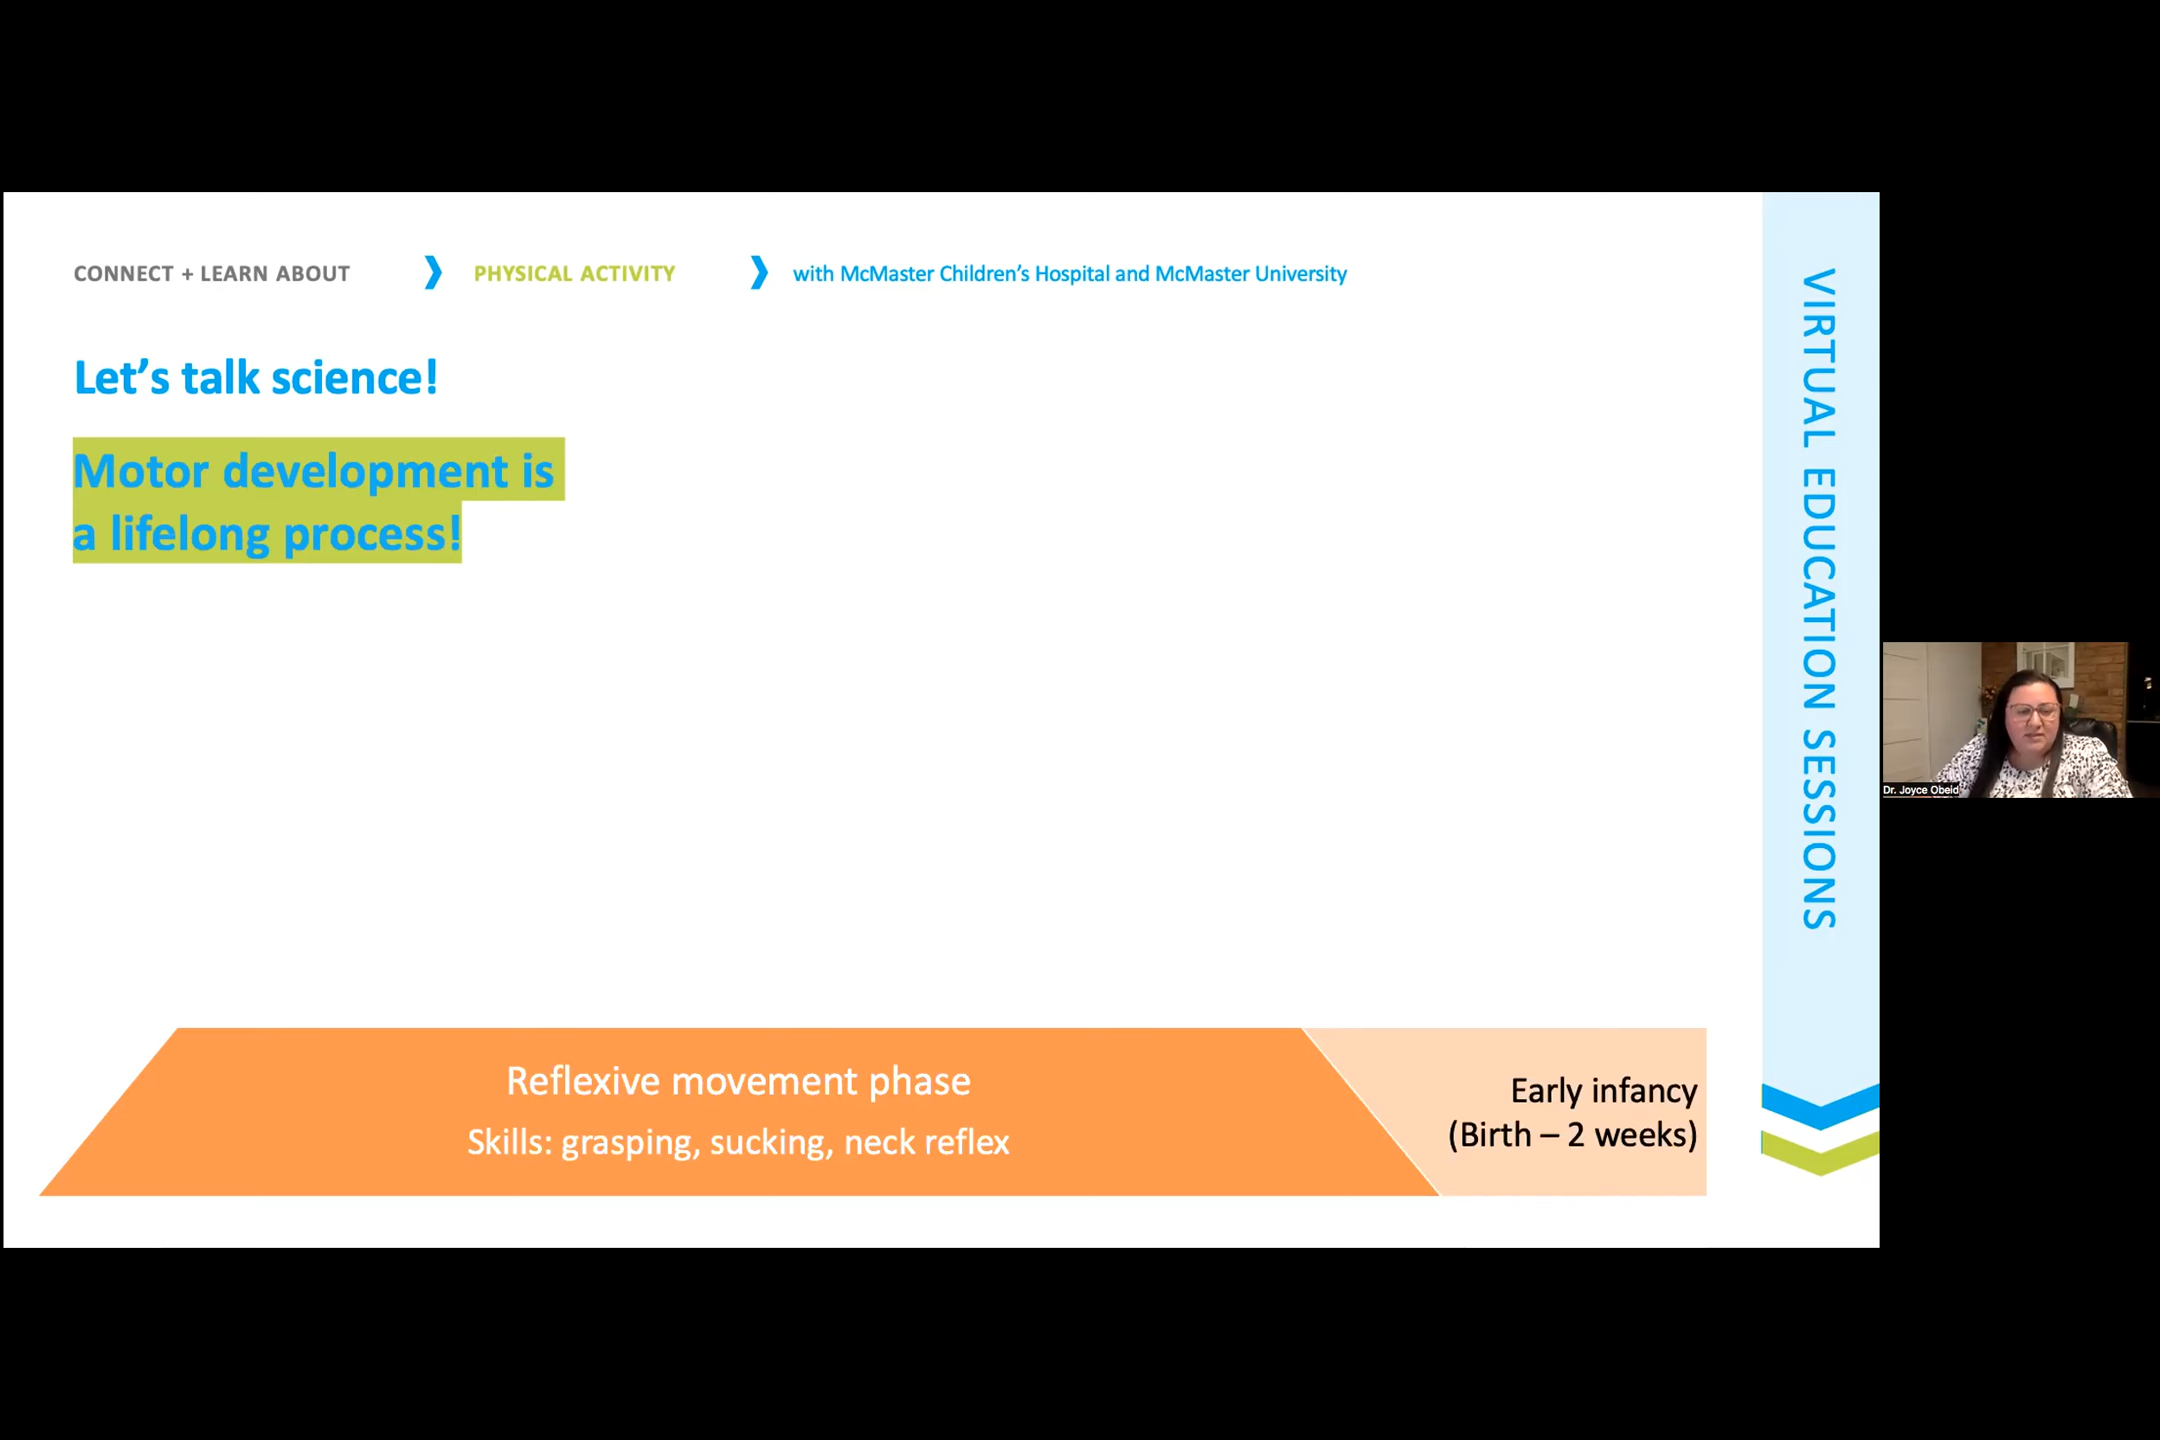 CONNECT + LEARN ABOUT ❯ PHYSICAL ACTIVITY ❯ with McMaster Children’s Hospital and McMaster University
Let’s talk science!
Motor development is
a lifelong process!
Reflexive movement phase
Skills: grasping, sucking, neck reflex
Early infancy
(Birth – 2 weeks)
VIRTUAL EDUCATION SESSIONS
Dr. Joyce Obeid